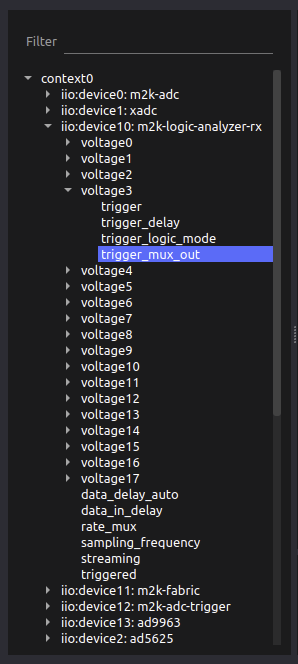 Filter
context0
iio:device0: m2k-adc
iio:device1: xadc
iio:device10: m2k-logic-analyzer-rx
voltage0
voltage1
voltage2
voltage3
trigger
trigger_delay
trigger_logic_mode
trigger_mux_out
voltage4
voltage5
voltage6
voltage7
voltage8
voltage9
voltage10
voltage11
voltage12
voltage13
voltage14
voltage15
voltage16
voltage17
data_delay_auto
data_in_delay
rate_mux
sampling_frequency
streaming
triggered
iio:device11: m2k-fabric
iio:device12: m2k-adc-trigger
iio:device13: ad9963
iio:device2: ad5625